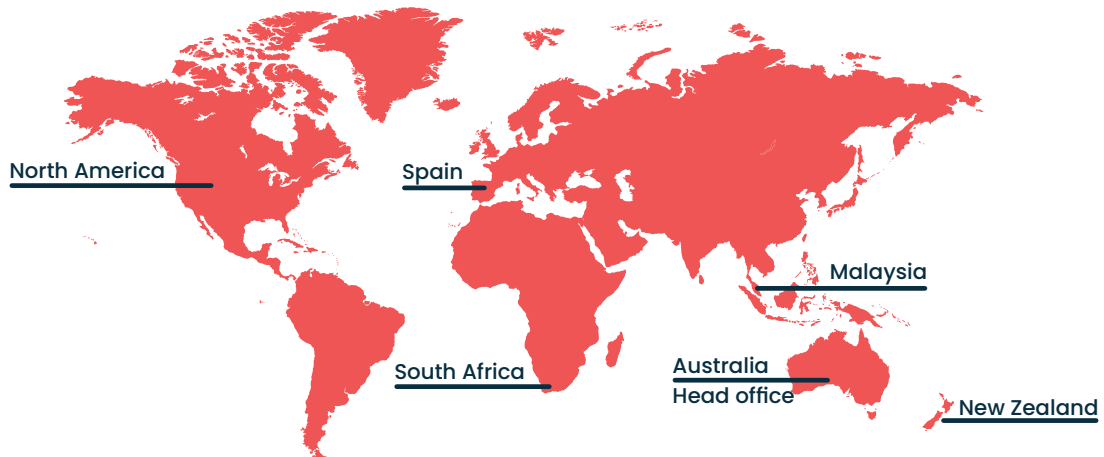 North America
Spain
Malaysia
South Africa
Australia
Head office
New Zealand